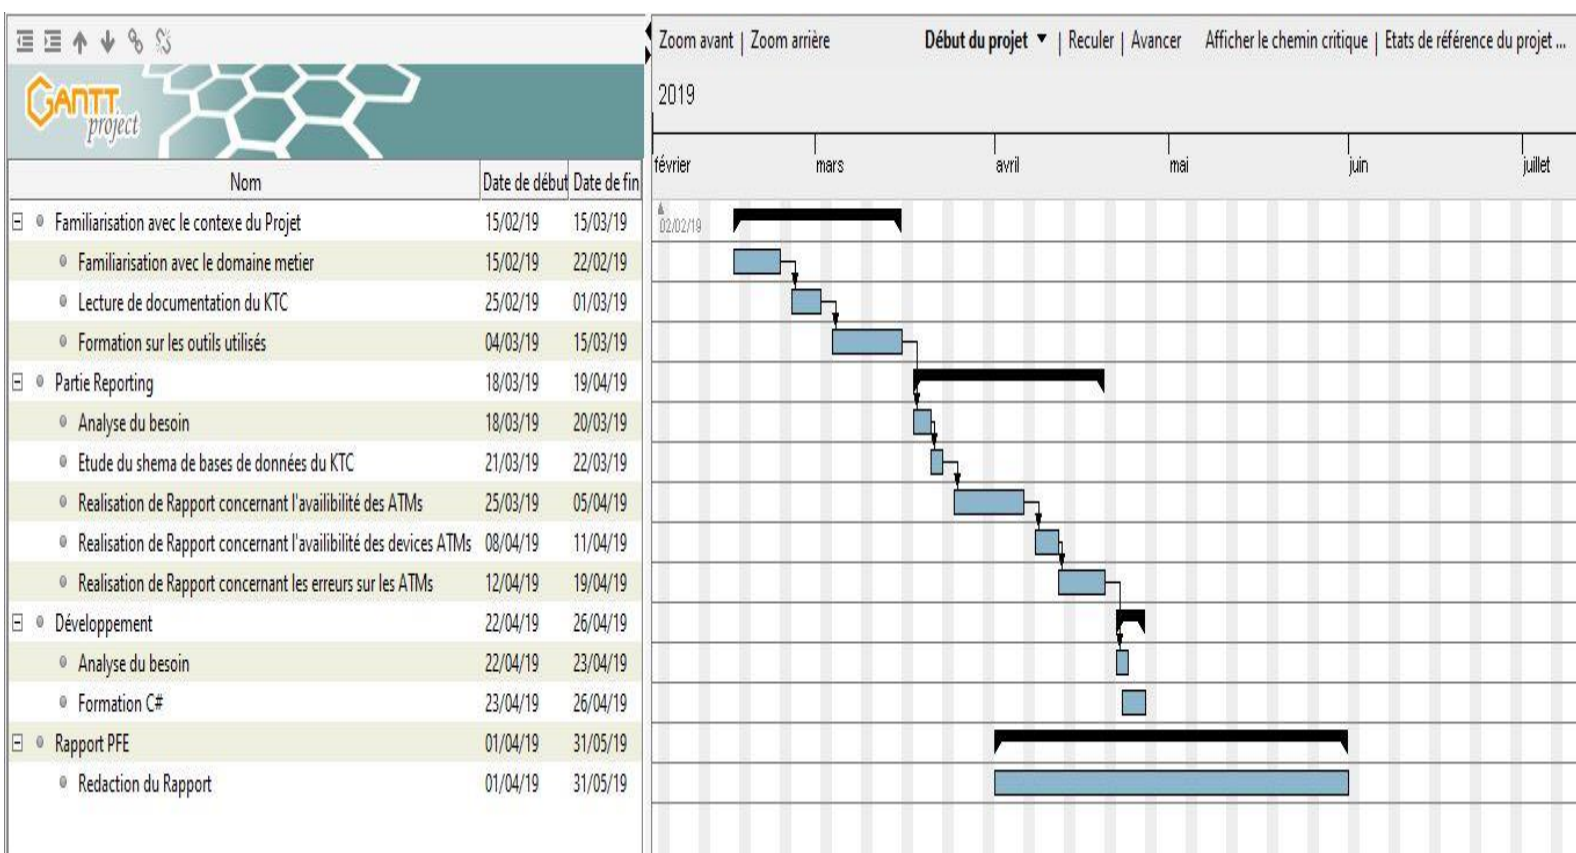 Zoom avant | Zoom arrière Début du projet ▼ | Reculer | Avancer Afficher le chemin critique | Etats de référence du projet ...
GANTT
project
2019
février mars avril mai juin juillet
Nom Date de début Date de fin
02/02/19
Familiarisation avec le contexe du Projet 15/02/19 15/03/19
Familiarisation avec le domaine metier 15/02/19 22/02/19
Lecture de documentation du KTC 25/02/19 01/03/19
Formation sur les outils utilisés 04/03/19 15/03/19
Partie Reporting 18/03/19 19/04/19
Analyse du besoin 18/03/19 20/03/19
Etude du shema de bases de données du KTC 21/03/19 22/03/19
Realisation de Rapport concernant l'availibilité des ATMs 25/03/19 05/04/19
Realisation de Rapport concernant l'availibilité des devices ATMs 08/04/19 11/04/19
Realisation de Rapport concernant les erreurs sur les ATMs 12/04/19 19/04/19
Développement 22/04/19 26/04/19
Analyse du besoin 22/04/19 23/04/19
Formation C# 23/04/19 26/04/19
Rapport PFE 01/04/19 31/05/19
Redaction du Rapport 01/04/19 31/05/19